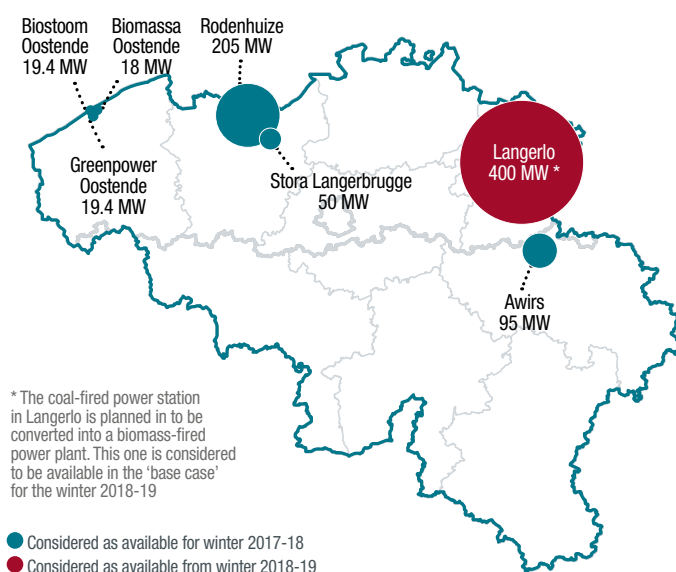 Biostoom
Oostende
19.4 MW
Biomassa
Oostende
18 MW
Rodenhuize
205 MW
Greenpower
Oostende
19.4 MW
Stora Langerbrugge
50 MW
Langerlo
400 MW *
Awirs
95 MW
* The coal-fired power station
in Langerlo is planned in to be
converted into a biomass-fired
power plant. This one is considered
to be available in the ‘base case’
for the winter 2018-19
Considered as available for winter 2017-18
Considered as available from winter 2018-19